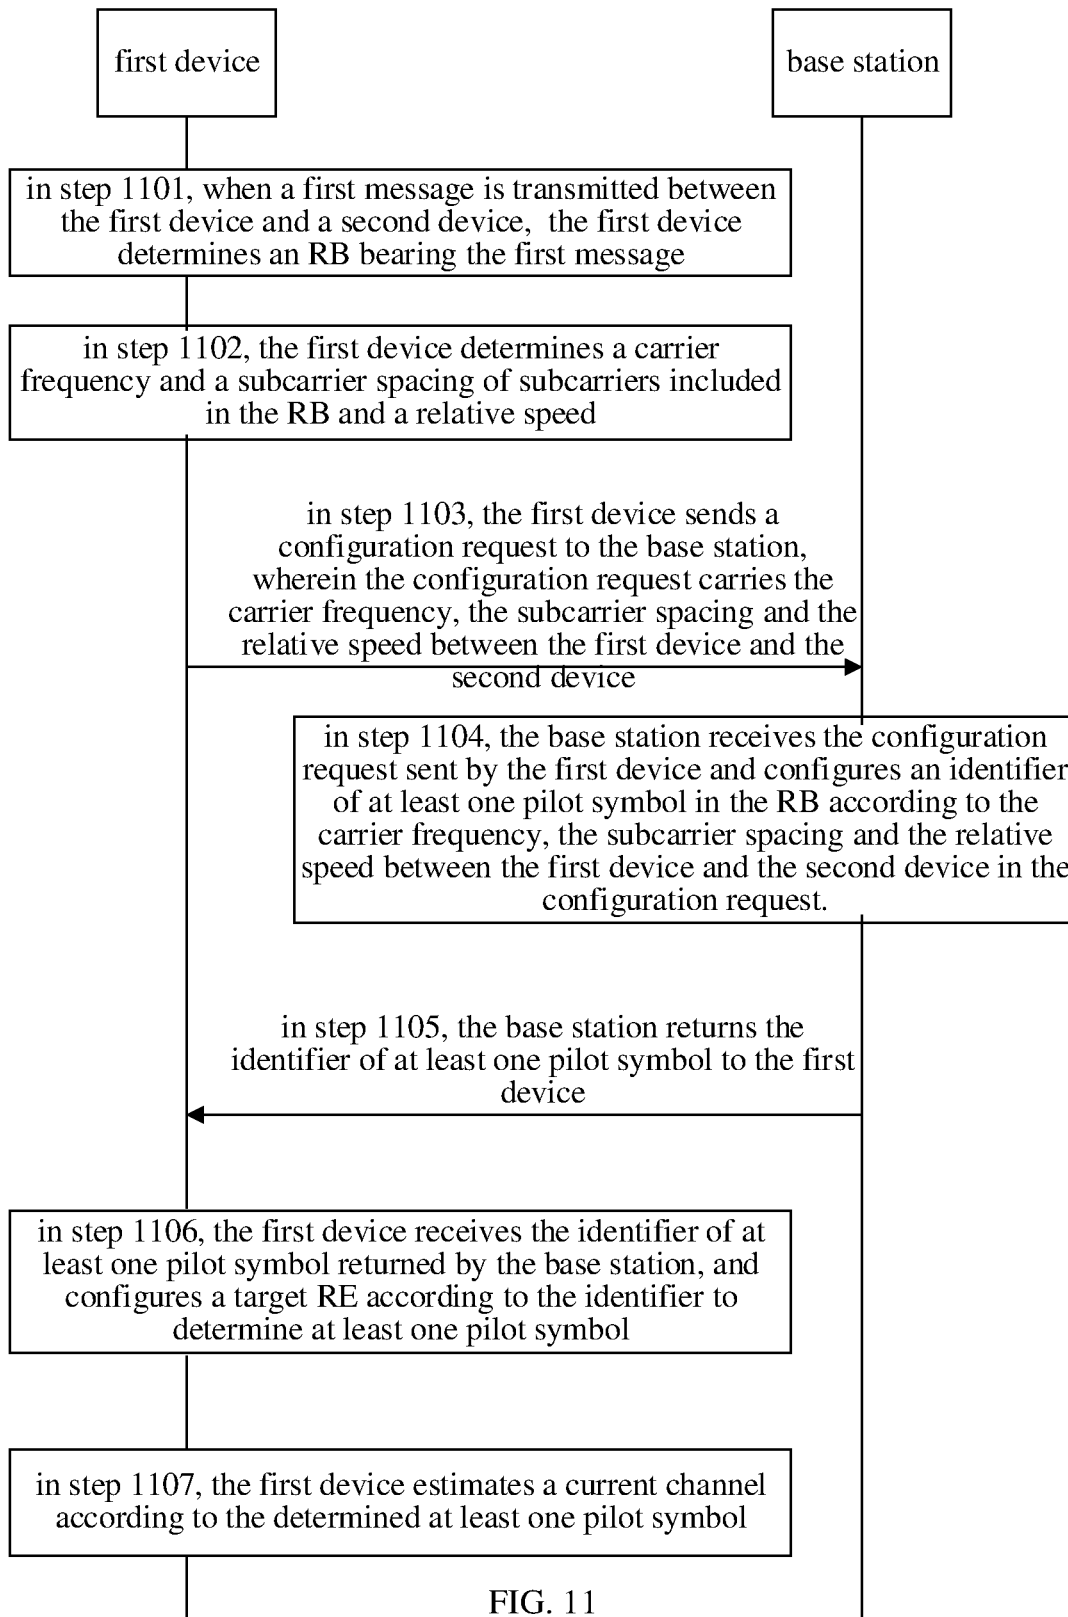 first device
base station
in step 1101, when a first message is transmitted between
the first device and a second device, the first device
determines an RB bearing the first message
in step 1102, the first device determines a carrier
frequency and a subcarrier spacing of subcarriers included
in the RB and a relative speed
in step 1103, the first device sends a
configuration request to the base station,
wherein the configuration request carries the
carrier frequency, the subcarrier spacing and the
relative speed between the first device and the
second device
in step 1104, the base station receives the configuration
request sent by the first device and configures an identifier
of at least one pilot symbol in the RB according to the
carrier frequency, the subcarrier spacing and the relative
speed between the first device and the second device in the
configuration request.
in step 1105, the base station returns the
identifier of at least one pilot symbol to the first
device
in step 1106, the first device receives the identifier of at
least one pilot symbol returned by the base station, and
configures a target RE according to the identifier to
determine at least one pilot symbol
in step 1107, the first device estimates a current channel
according to the determined at least one pilot symbol
FIG. 11